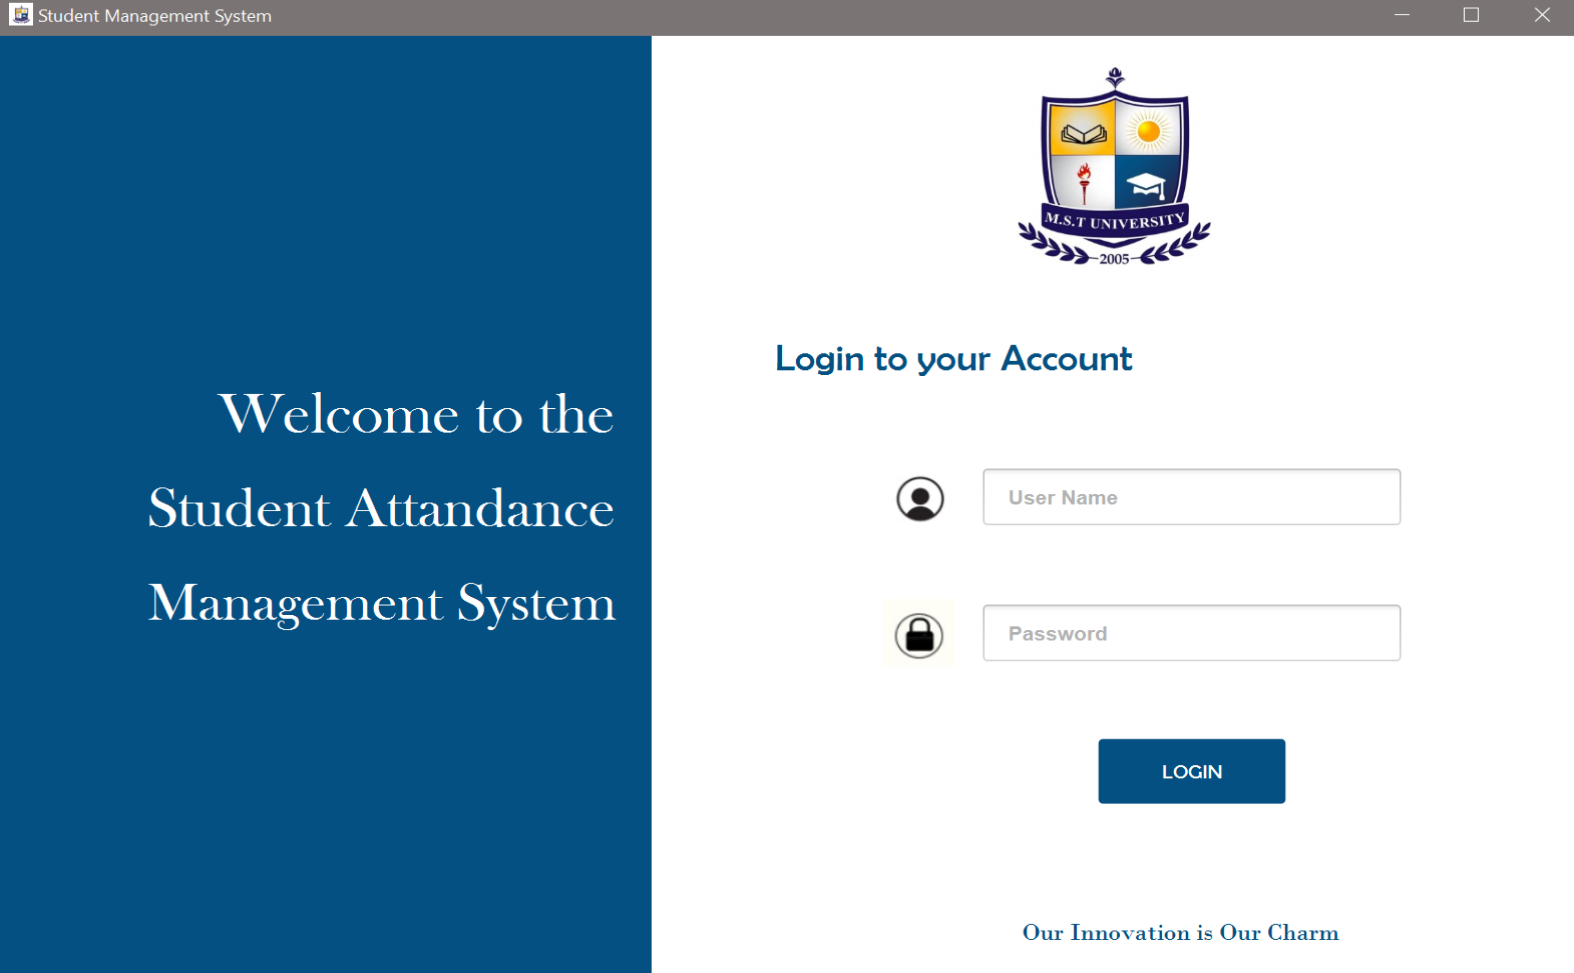 Student Management System
Welcome to the
Student Attandance
Management System
M.S.T UNIVERSITY
2005
Login to your Account
User Name
Password
LOGIN
Our Innovation is Our Charm